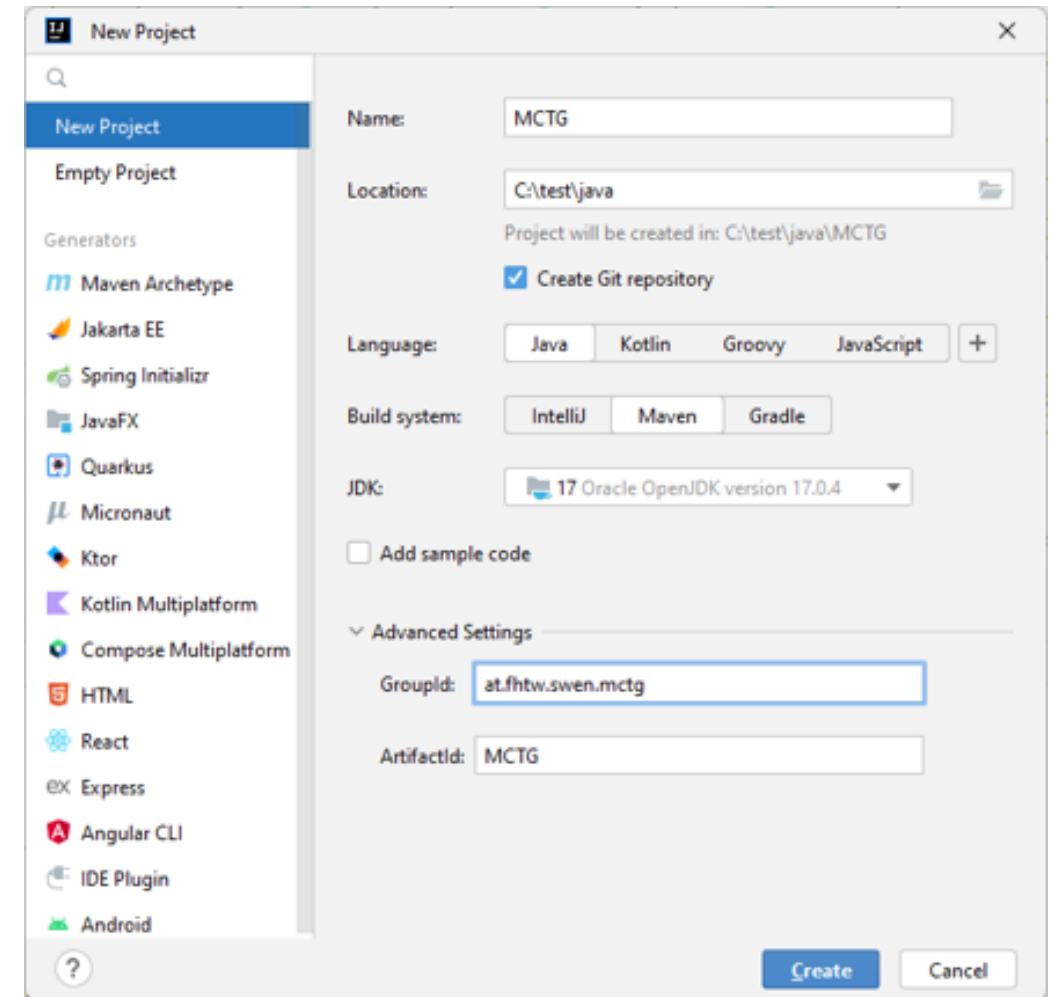 New Project
New Project
Empty Project
Generators
Maven Archetype
Jakarta EE
Spring Initializr
JavaFX
Quarkus
Micronaut
Ktor
Kotlin Multiplatform
Compose Multiplatform
HTML
React
ex Express
Angular CLI
IDE Plugin
Android
?
Name: MCTG
Location: C:\test\java
Project will be created in: C:\test\java\MCTG
Create Git repository
Language: Java Kotlin Groovy JavaScript +
Build system: IntelliJ Maven Gradle
JDK: 17 Oracle OpenJDK version 17.0.4
Add sample code
Advanced Settings
GroupId: at.fhtw.swen.mctg
ArtifactId: MCTG
Create Cancel